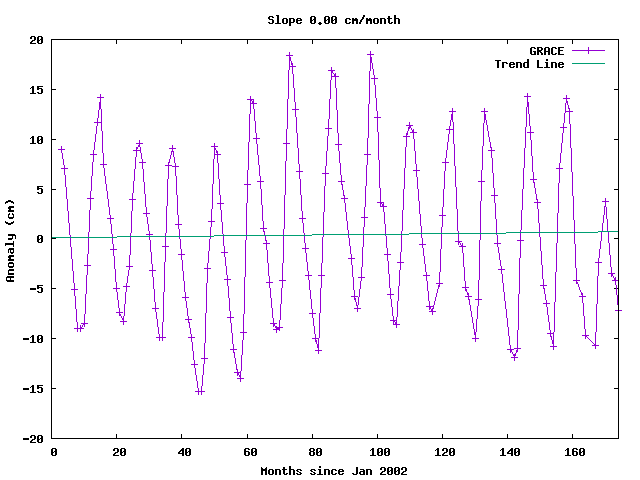 Slope 0.00 cm/month
GRACE
Trend Line
20
15
10
5
0
-5
-10
-15
-20
Anomaly (cm)
0 20 40 60 80 100 120 140 160
Months since Jan 2002